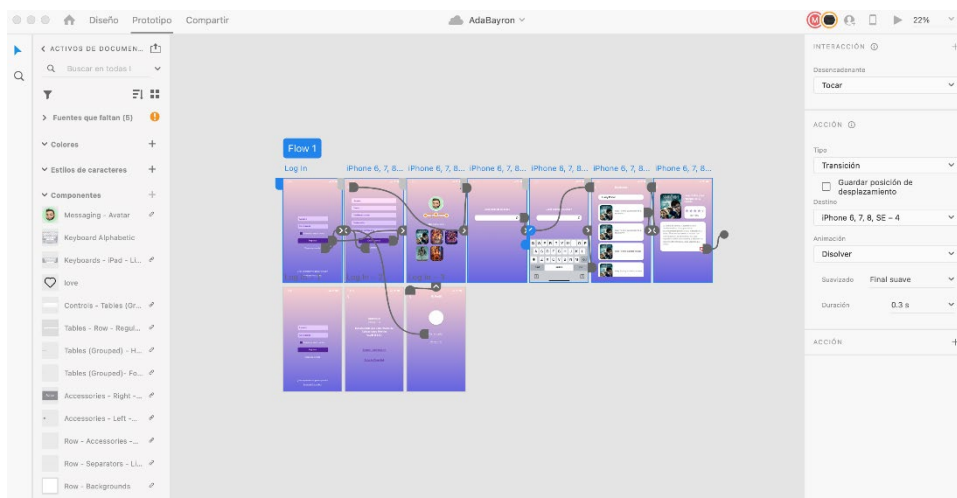 Diseño Prototipo Compartir
AdaBayron
M
22%
ACTIVOS DE DOCUMEN...
Buscar en todas l
Fuentes que faltan (5)
Colores
Estilos de caracteres
Componentes
Messaging - Avatar
Keyboard Alphabetic
Keyboards - iPad - Li...
love
Controls - Tables (Gr...
Tables - Row - Regul...
Tables (Grouped) - H...
Tables (Grouped)- Fo...
Accessories - Right -...
Accessories - Left -...
Row - Accessories -...
Row - Separators - Li...
Row - Backgrounds
Flow 1
Log in
iPhone 6, 7, 8... iPhone 6, 7, 8... iPhone 6, 7, 8... iPhone 6, 7, 8... iPhone 6, 7, 8... iPhone 6, 7, 8...
INTERACCIÓN
Desencadenante
Tocar
ACCIÓN
Tipo
Transición
Guardar posición de
desplazamiento
Destino
iPhone 6, 7, 8, SE – 4
Animación
Disolver
Suavizado Final suave
Duración 0.3 s
ACCIÓN